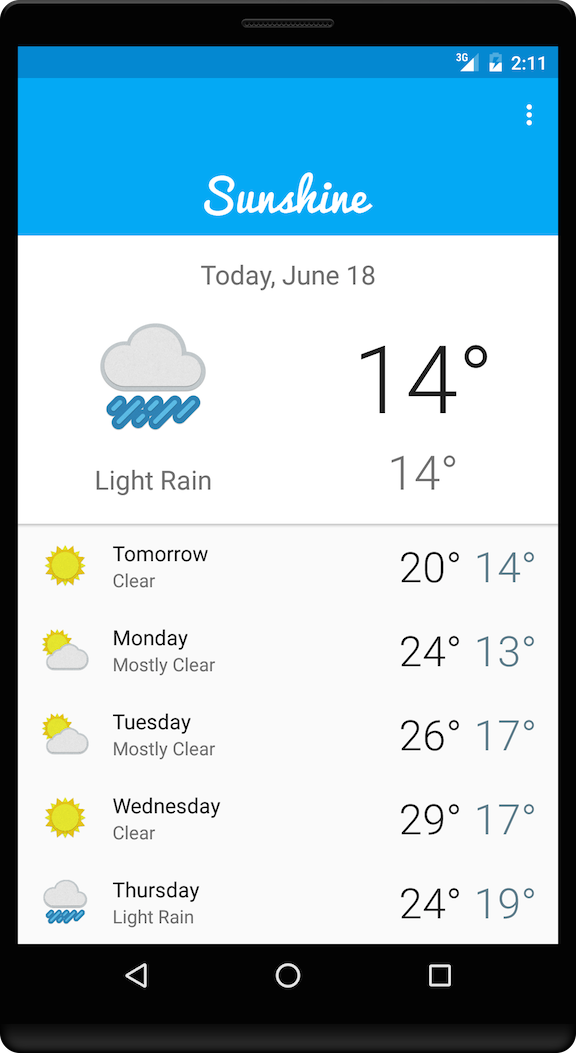 3G 2:11
Sunshine
Today, June 18
14°
Light Rain 14°
Tomorrow
Clear
20° 14°
Monday
Mostly Clear
24° 13°
Tuesday
Mostly Clear
26° 17°
Wednesday
Clear
29° 17°
Thursday
Light Rain
24° 19°